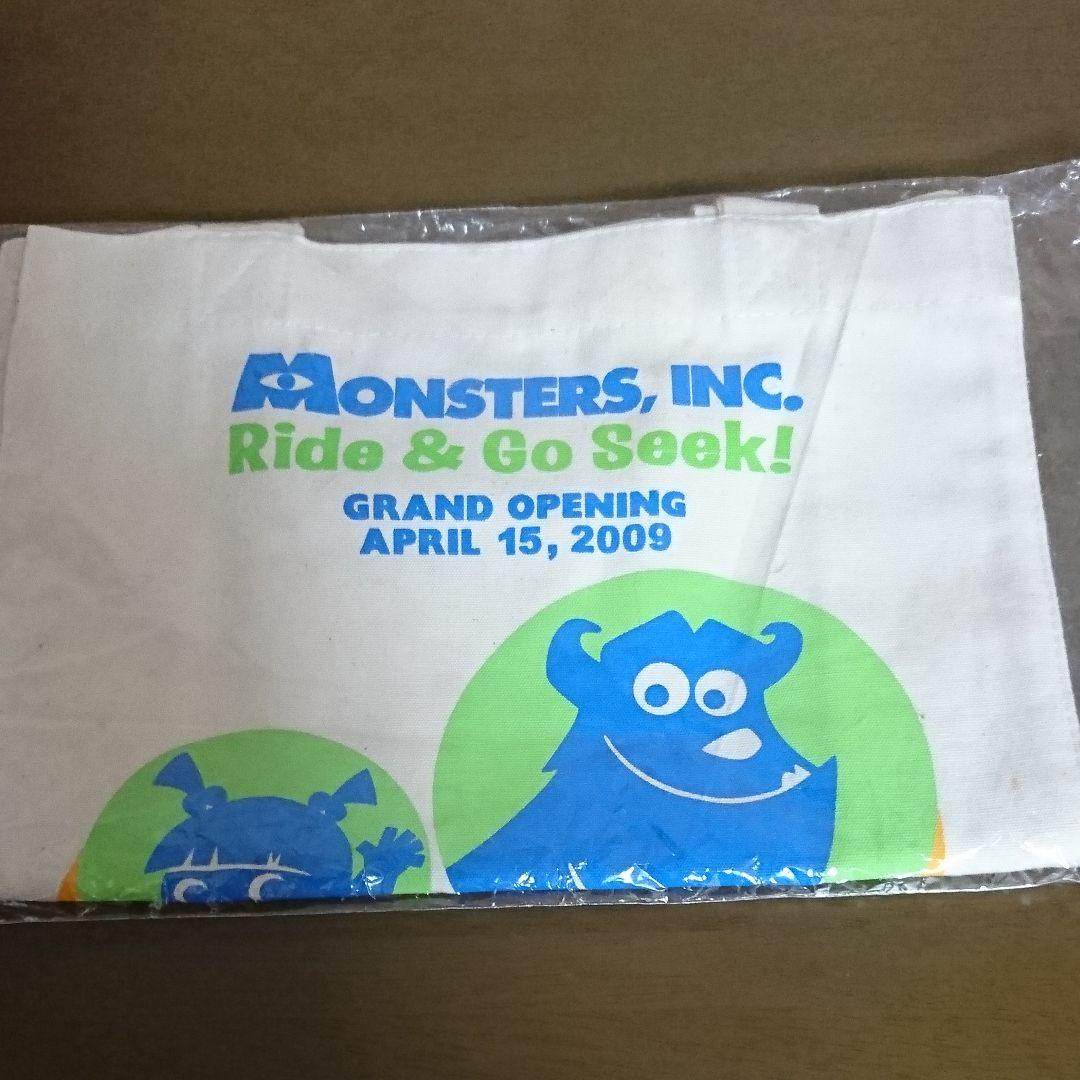 MONSTERS, INC.
Ride & Go Seek!
GRAND OPENING
APRIL 15, 2009